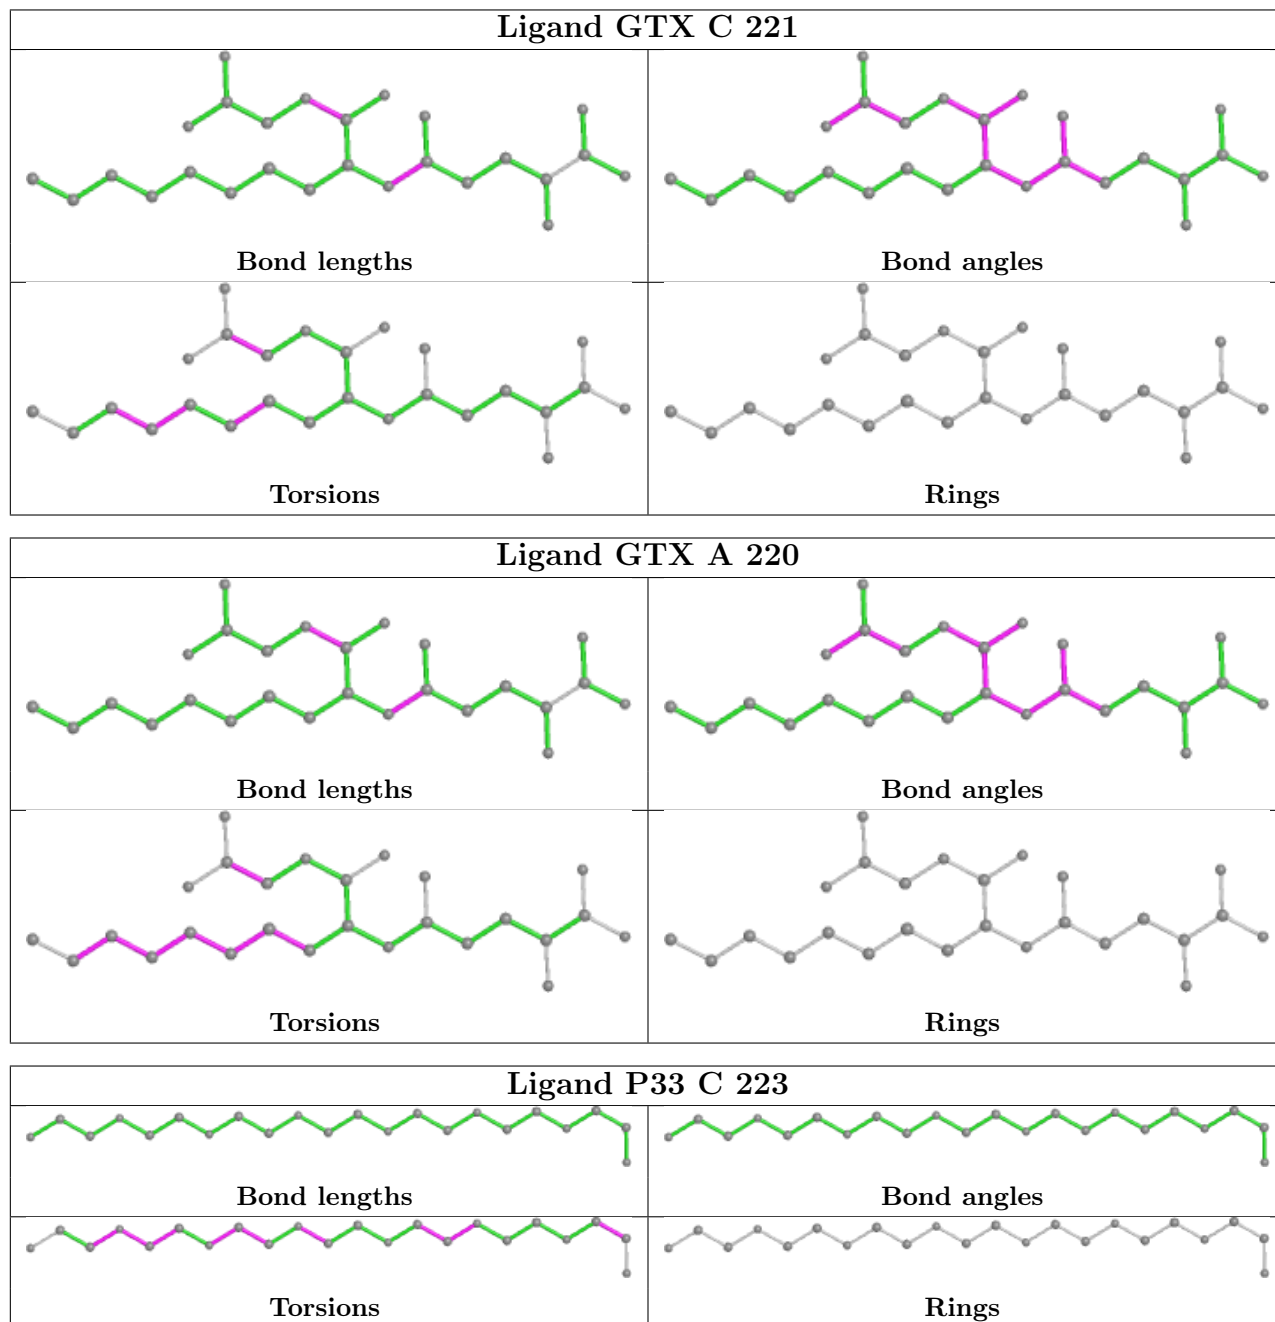 Ligand GTX C 221
Bond lengths
Bond angles
Torsions
Rings
Ligand GTX A 220
Bond lengths
Bond angles
Torsions
Rings
Ligand P33 C 223
Bond lengths
Bond angles
Torsions
Rings